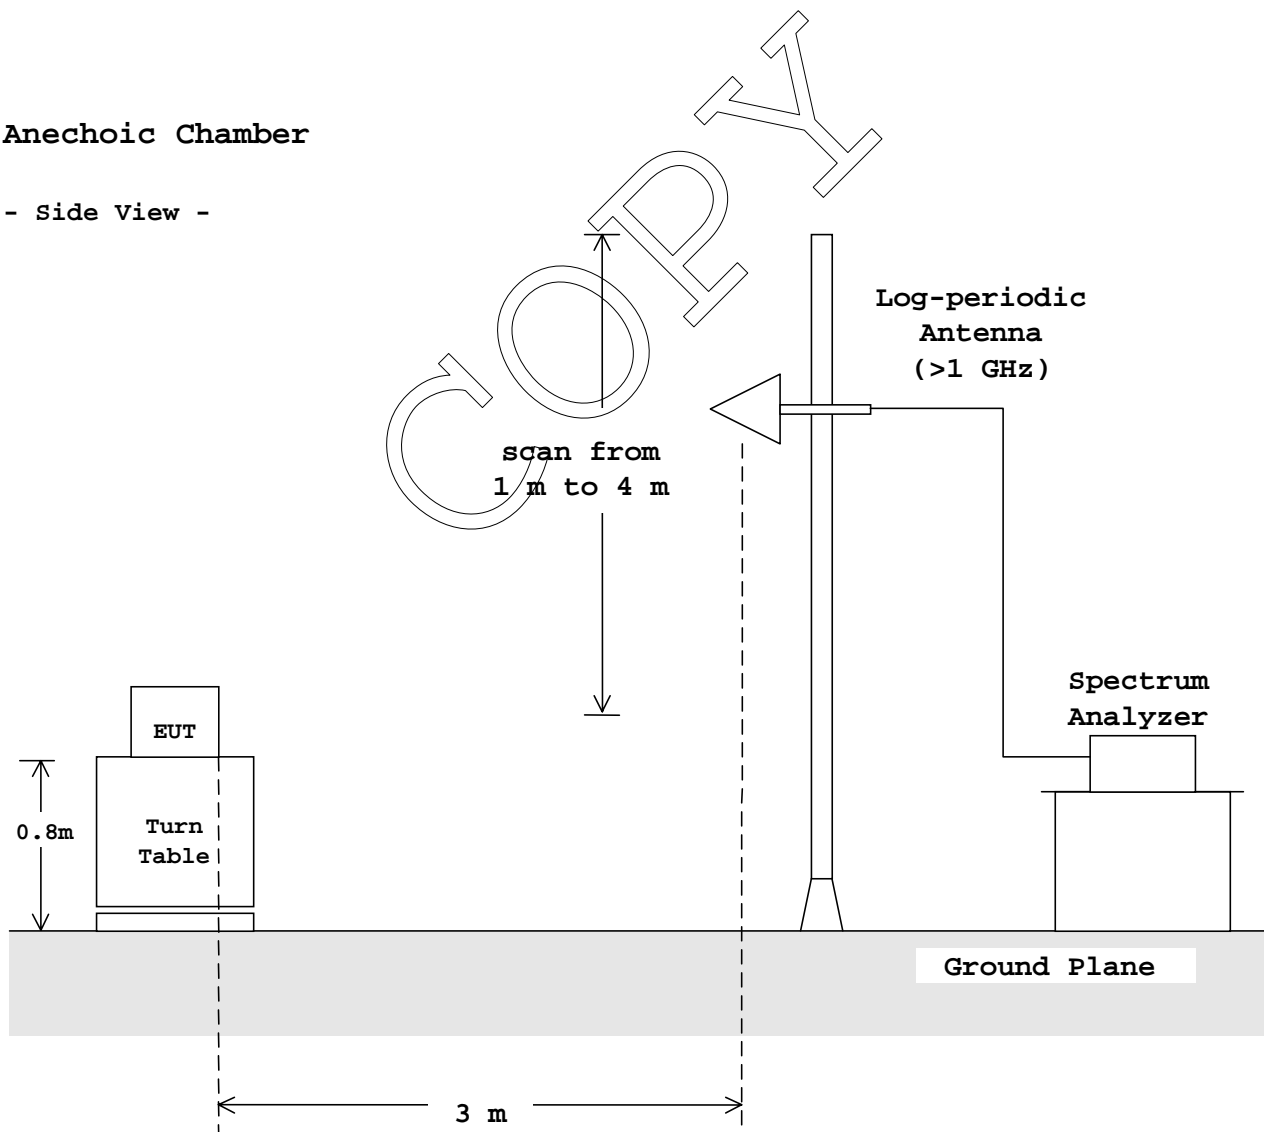 Anechoic Chamber
- Side View -
COPY
Log-periodic
Antenna
(>1 GHz)
scan from
1 m to 4 m
Spectrum
Analyzer
EUT
0.8m
Turn
Table
Ground Plane
3 m